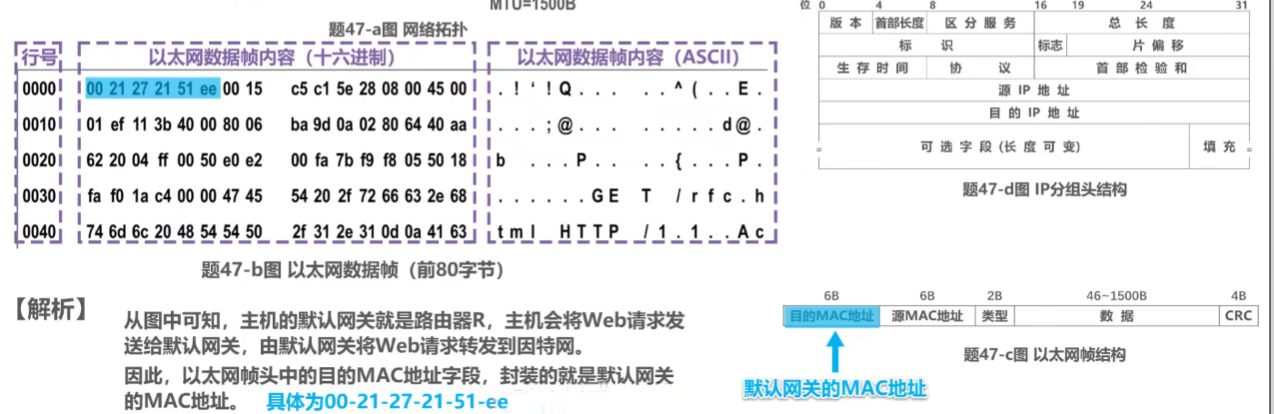 MTU=1500B
题47-a图 网络拓扑
行号 以太网数据帧内容（十六进制） 以太网数据帧内容（ASCII）
0000 00 21 27 21 51 ee 00 15 c5 c1 5e 28 08 00 45 00 . ! ' ! Q . . . . . ^ ( . . E .
0010 01 ef 11 3b 40 00 80 06 ba 9d 0a 02 80 64 40 aa . . . ; @ . . . . . . . . d @ .
0020 62 20 04 ff 00 50 e0 e2 00 fa 7b f9 f8 05 50 18 b . . . P . . . . { . . . P .
0030 fa f0 1a c4 00 00 47 45 54 20 2f 72 66 63 2e 68 . . . . . . GE T / r f c . h
0040 74 6d 6c 20 48 54 54 50 2f 31 2e 31 0d 0a 41 63 t m l HTTP / 1 . 1 . . A c
题47-b图 以太网数据帧（前80字节）
位 0 4 8 16 19 24 31
版本 首部长度 区分服务 总长度
标识 标志 片偏移
生存时间 协议 首部检验和
源IP地址
目的IP地址
可选字段(长度可变) 填充
题47-d图 IP分组头结构
【解析】
从图中可知，主机的默认网关就是路由器R，主机会将Web请求发
送给默认网关，由默认网关将Web请求转发到因特网。
因此，以太网帧头中的目的MAC地址字段，封装的就是默认网关
的MAC地址。 具体为00-21-27-21-51-ee
6B 6B 2B 46~1500B 4B
目的MAC地址 源MAC地址 类型 数据 CRC
题47-c图 以太网帧结构
默认网关的MAC地址